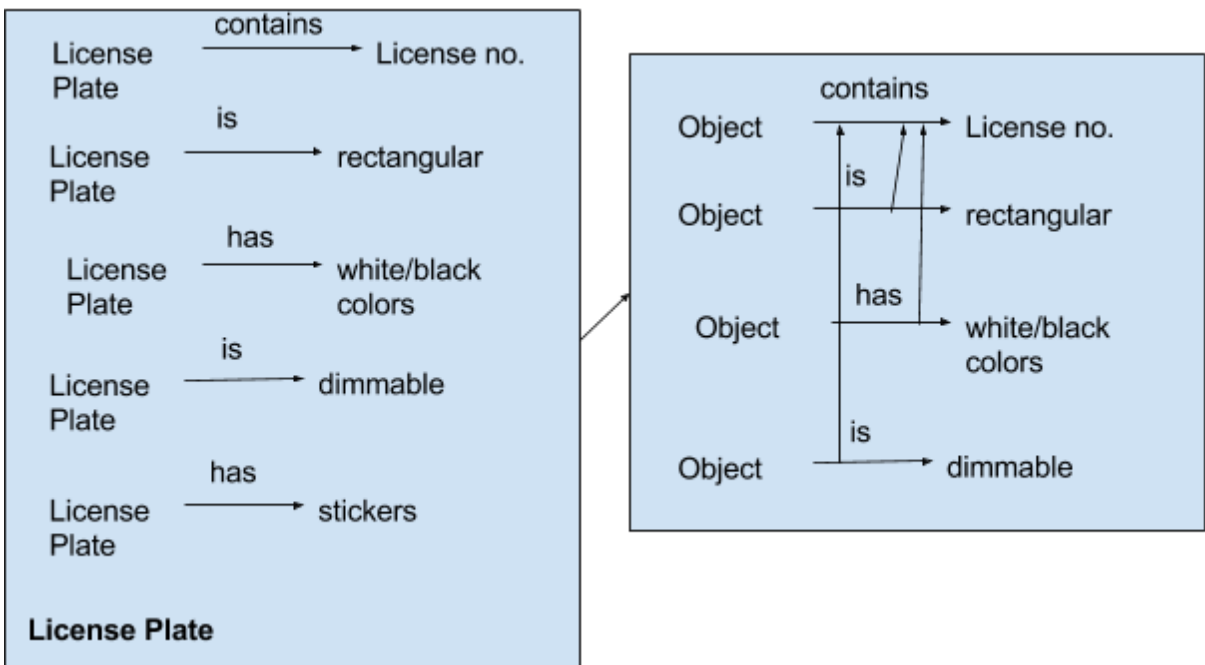 contains
License
Plate
License no.
is
License
Plate
rectangular
has
License
Plate
white/black
colors
is
License
Plate
dimmable
has
License
Plate
stickers
License Plate
contains
Object
License no.
is
Object
rectangular
has
Object
white/black
colors
is
Object
dimmable